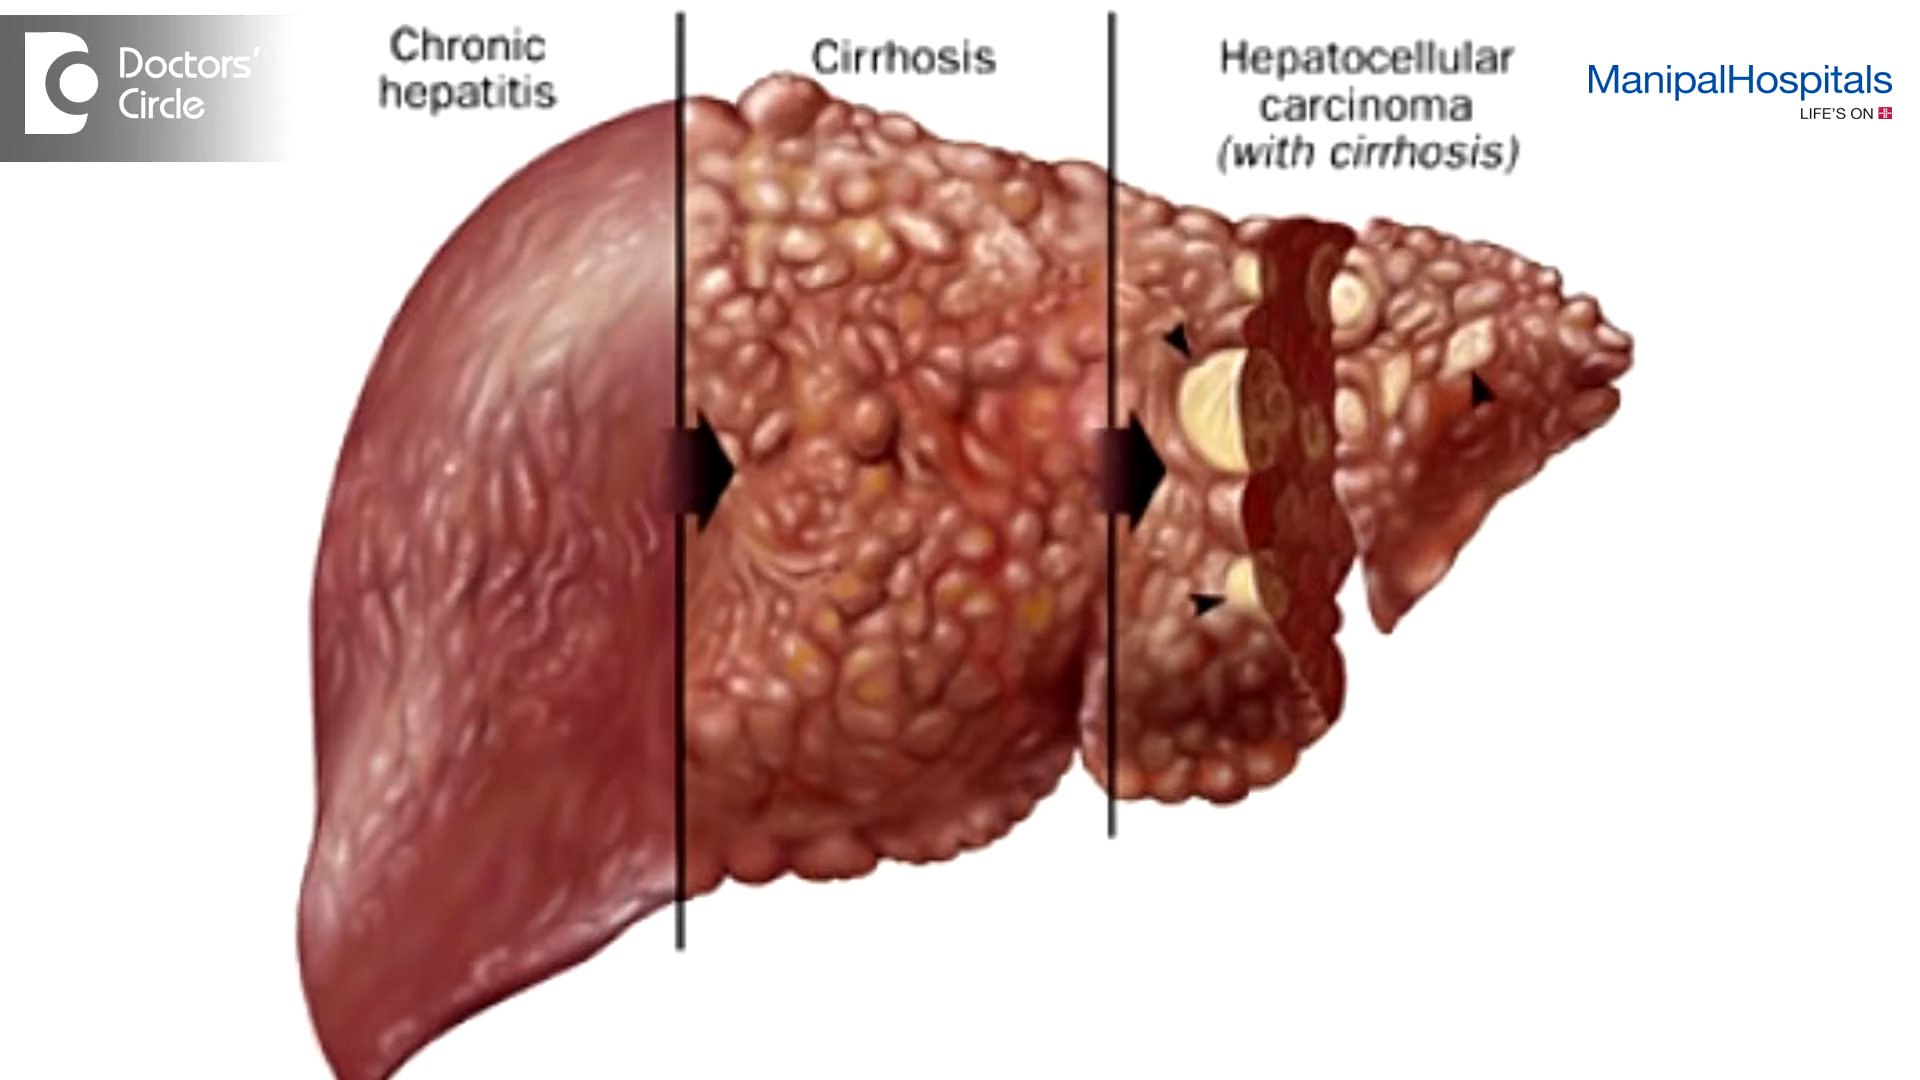 Doctors'
Circle
Chronic
hepatitis
Cirrhosis
Hepatocellular
carcinoma
(with cirrhosis)
ManipalHospitals
LIFE'S ON